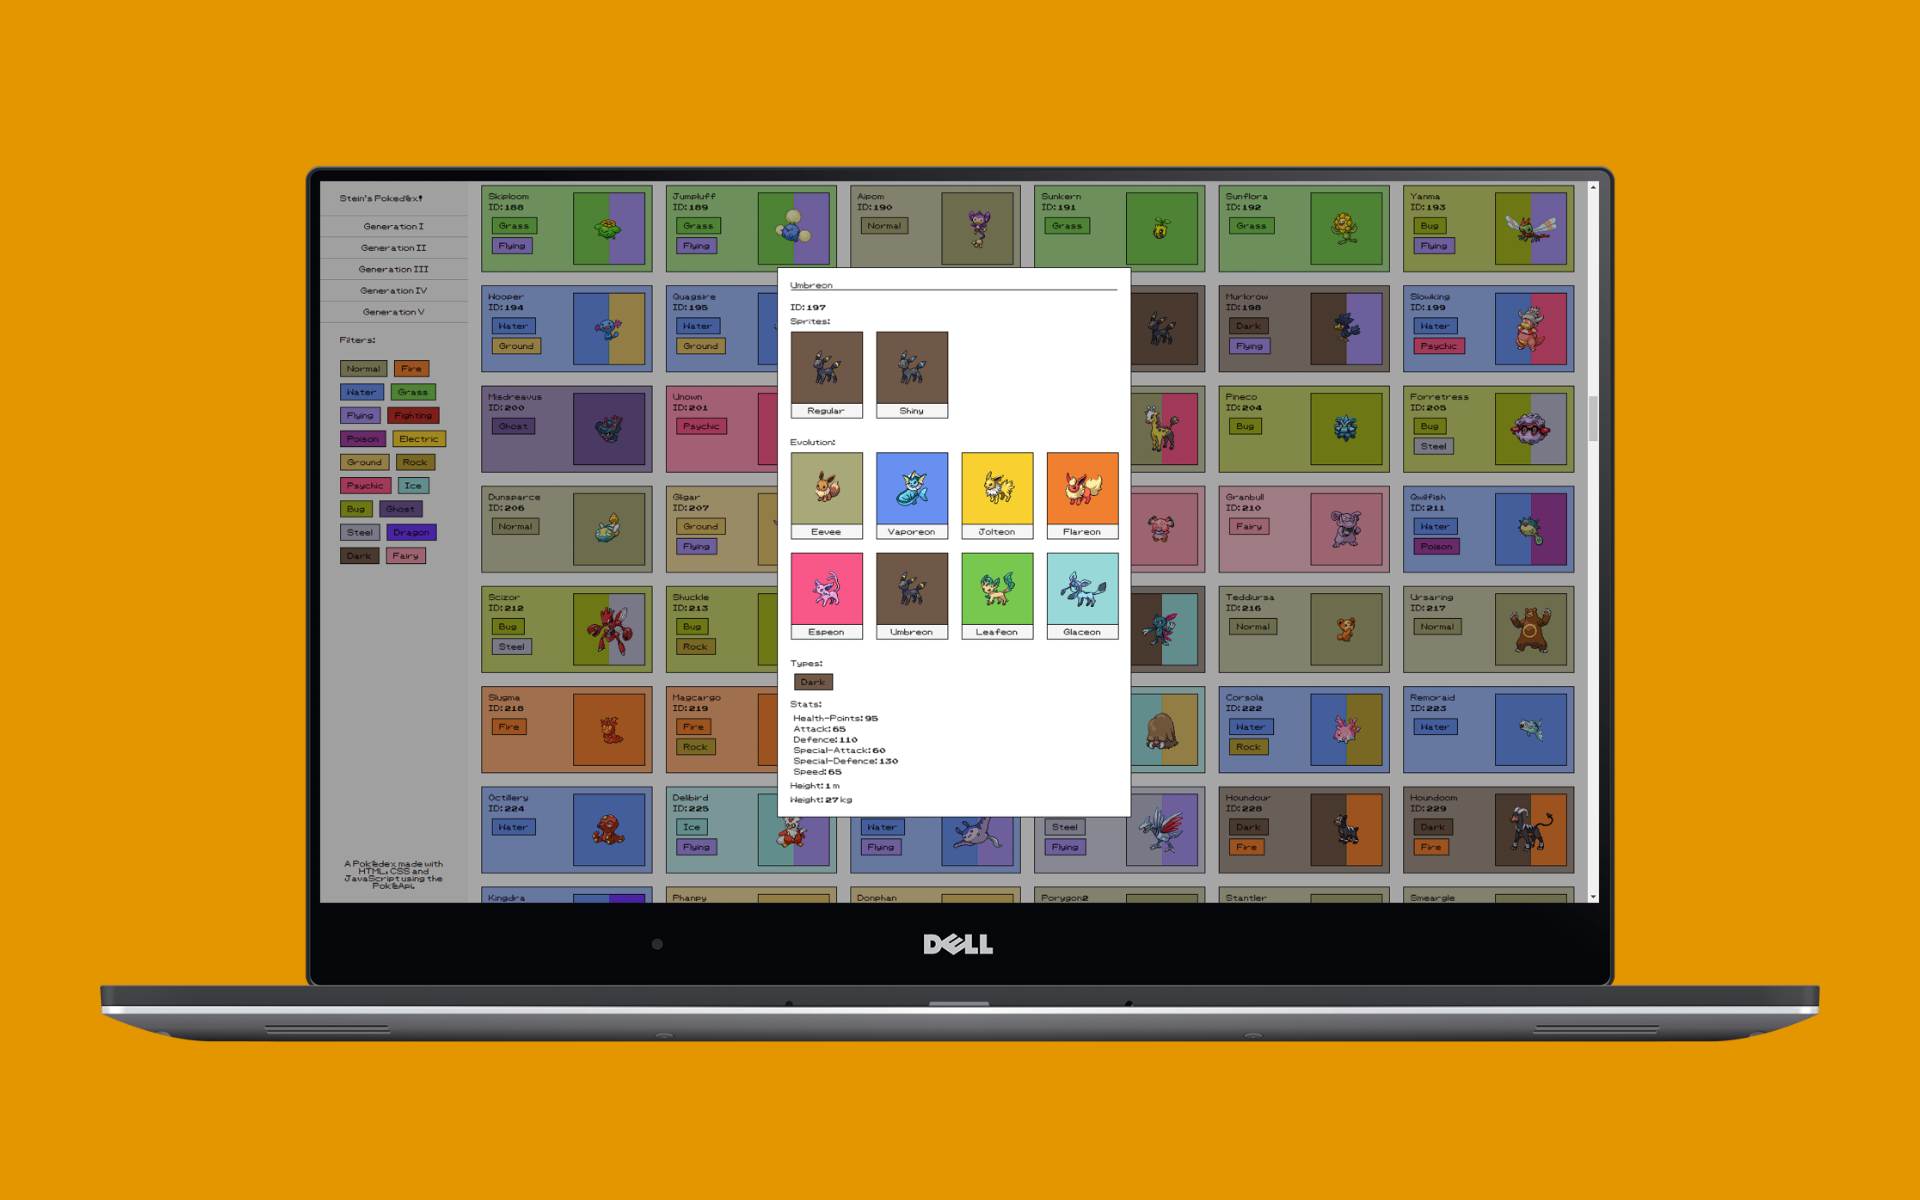 Stein's Pokedéx!
Generation I
Generation II
Generation III
Generation IV
Generation V
Filters:
Normal Fire
Water Grass
Flying Fighting
Poison Electric
Ground Rock
Psychic Ice
Bug Ghost
Steel Dragon
Dark Fairy
A Pokédex made with
HTML, CSS and
JavaScript using the
PokéApi.
Skiploom
ID:188
Grass
Flying
Jumpluff
ID:189
Grass
Flying
Aipom
ID:190
Normal
Sunkern
ID:191
Grass
Sunflora
ID:192
Grass
Yanma
ID:193
Bug
Flying
Wooper
ID:194
Water
Ground
Quagsire
ID:195
Water
Ground
Murkrow
ID:198
Dark
Flying
Slowking
ID:199
Water
Psychic
Misdreavus
ID:200
Ghost
Unown
ID:201
Psychic
Pineco
ID:204
Bug
Forretress
ID:205
Bug
Steel
Dunsparce
ID:206
Normal
Gligar
ID:207
Ground
Flying
Granbull
ID:210
Fairy
Qwilfish
ID:211
Water
Poison
Scizor
ID:212
Bug
Steel
Shuckle
ID:213
Bug
Rock
Teddiursa
ID:216
Normal
Ursaring
ID:217
Normal
Slugma
ID:218
Fire
Magcargo
ID:219
Fire
Rock
Corsola
ID:222
Water
Rock
Remoraid
ID:223
Water
Octillery
ID:224
Water
Delibird
ID:225
Ice
Flying
Water
Flying
Steel
Flying
Houndour
ID:228
Dark
Fire
Houndoom
ID:229
Dark
Fire
Kingdra
Phanpy
Donphan
Porygon2
Stantler
Smeargle
Umbreon
ID:197
Sprites:
Regular
Shiny
Evolution:
Eevee
Vaporeon
Jolteon
Flareon
Espeon
Umbreon
Leafeon
Glaceon
Types:
Dark
Stats:
Health-Points:95
Attack:65
Defence:110
Special-Attack:60
Special-Defence:130
Speed:65
Height:1 m
Weight:27 kg
DELL